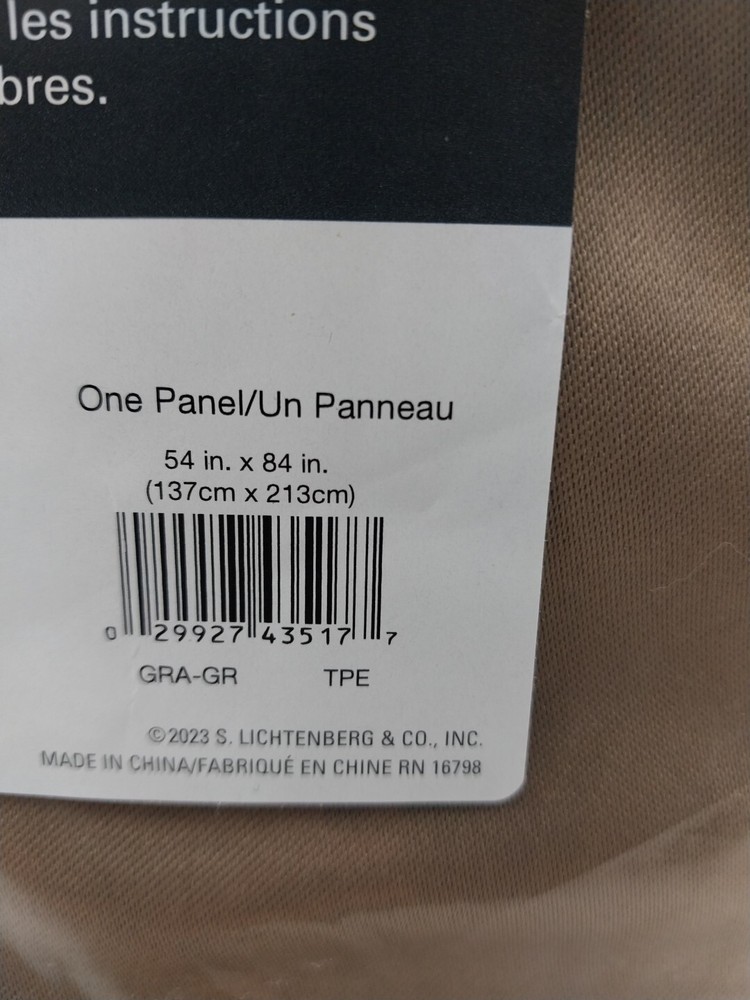 les instructions
bres.
One Panel/Un Panneau
54 in. x 84 in.
(137cm x 213cm)
0 29927 43517 7
GRA-GR TPE
©2023 S. LICHTENBERG & CO., INC.
MADE IN CHINA/FABRIQUÉ EN CHINE RN 16798